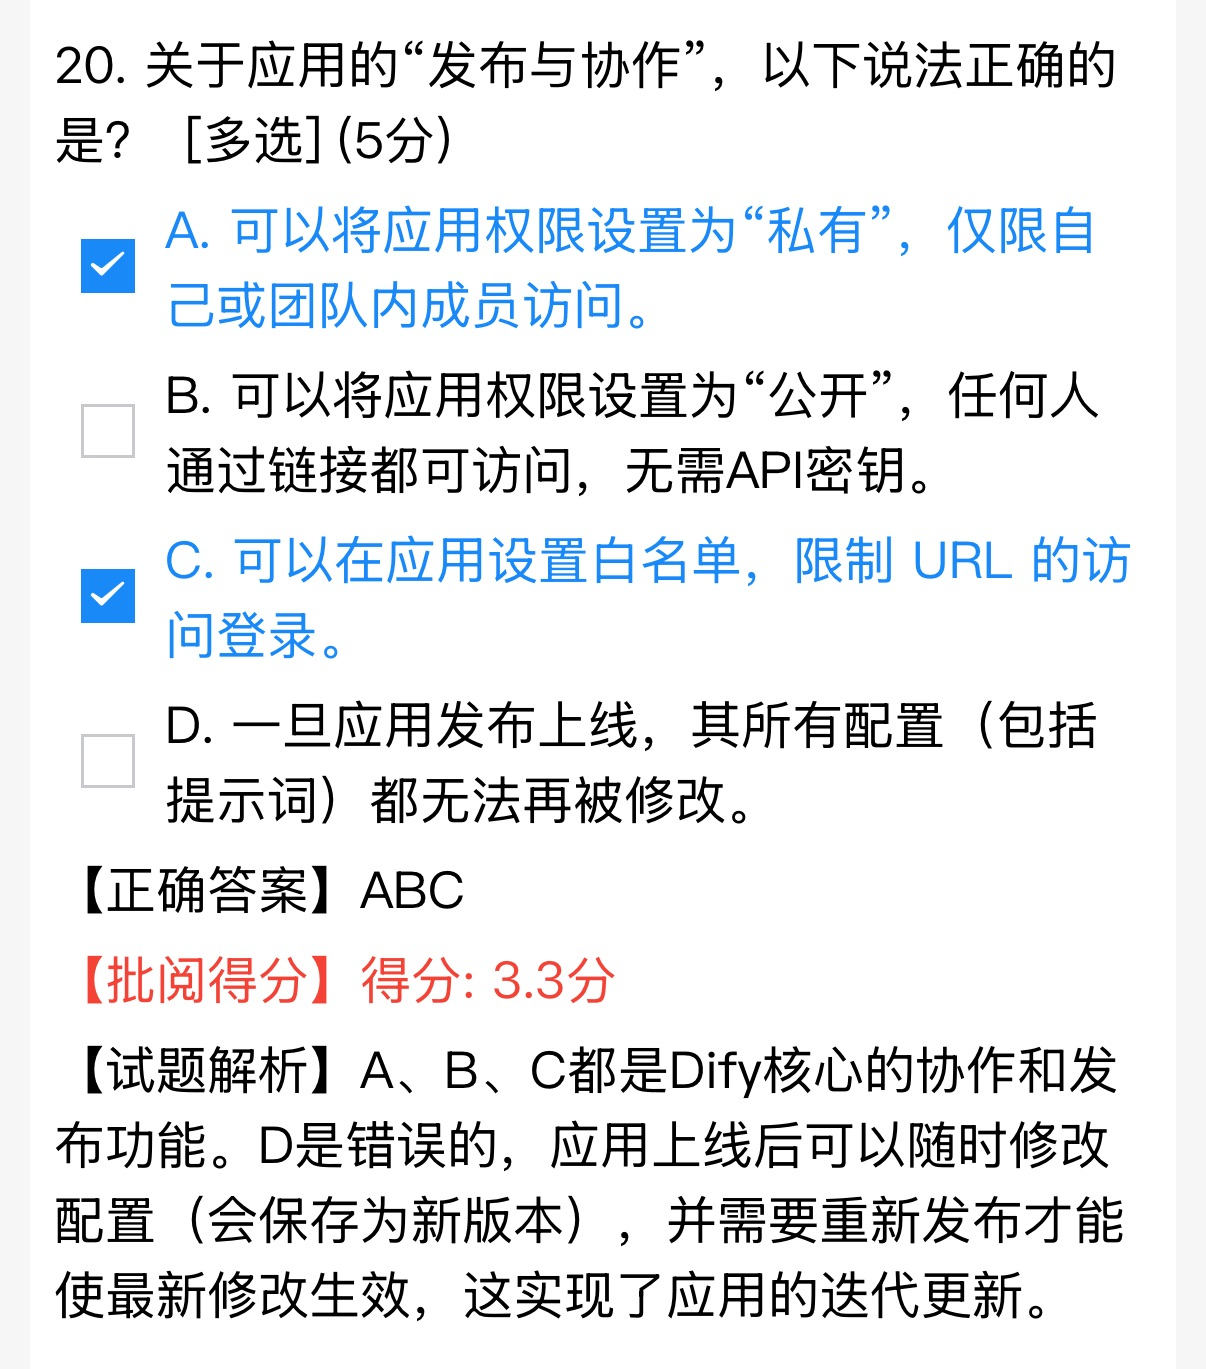 20. 关于应用的“发布与协作”，以下说法正确的
是？ [多选] (5分)
A. 可以将应用权限设置为“私有”，仅限自
己或团队内成员访问。
B. 可以将应用权限设置为“公开”，任何人
通过链接都可访问，无需API密钥。
C. 可以在应用设置白名单，限制 URL 的访
问登录。
D. 一旦应用发布上线，其所有配置（包括
提示词）都无法再被修改。
【正确答案】ABC
【批阅得分】得分: 3.3分
【试题解析】A、B、C都是Dify核心的协作和发
布功能。D是错误的，应用上线后可以随时修改
配置（会保存为新版本），并需要重新发布才能
使最新修改生效，这实现了应用的迭代更新。